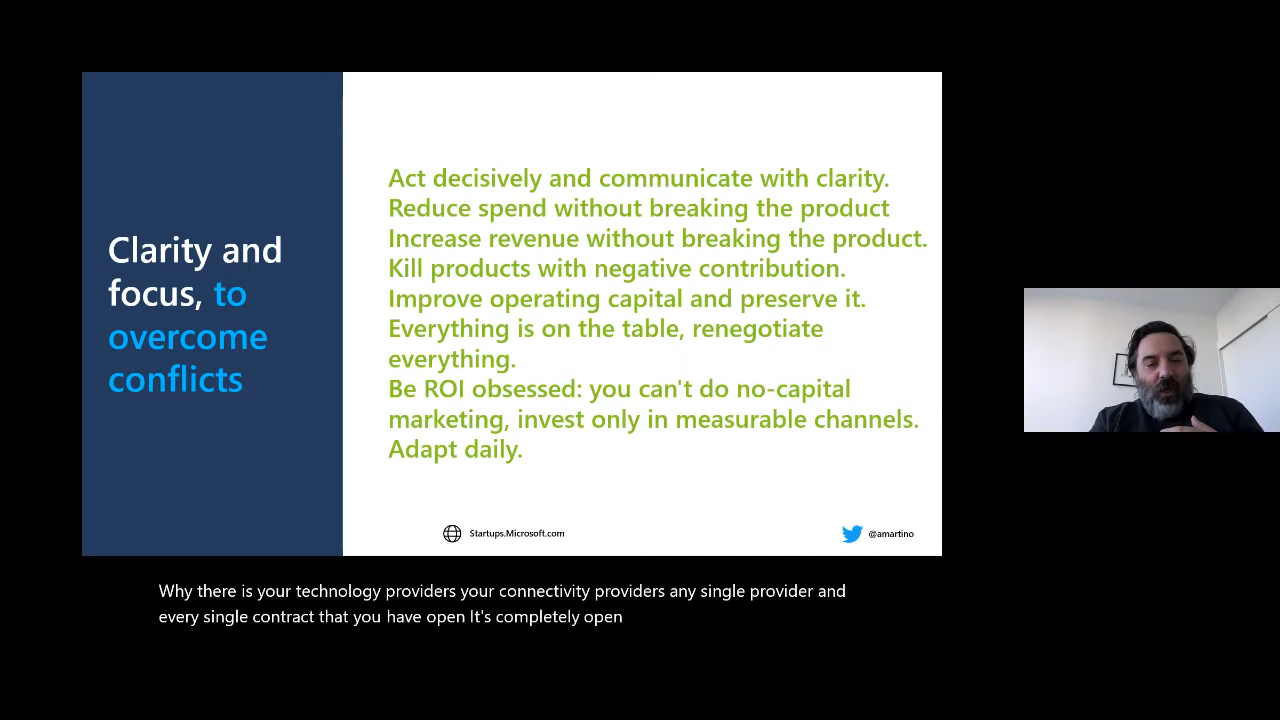 Clarity and
focus, to
overcome
conflicts
Act decisively and communicate with clarity.
Reduce spend without breaking the product
Increase revenue without breaking the product.
Kill products with negative contribution.
Improve operating capital and preserve it.
Everything is on the table, renegotiate
everything.
Be ROI obsessed: you can't do no-capital
marketing, invest only in measurable channels.
Adapt daily.
Startups.Microsoft.com
@amartino
Why there is your technology providers your connectivity providers any single provider and
every single contract that you have open It's completely open